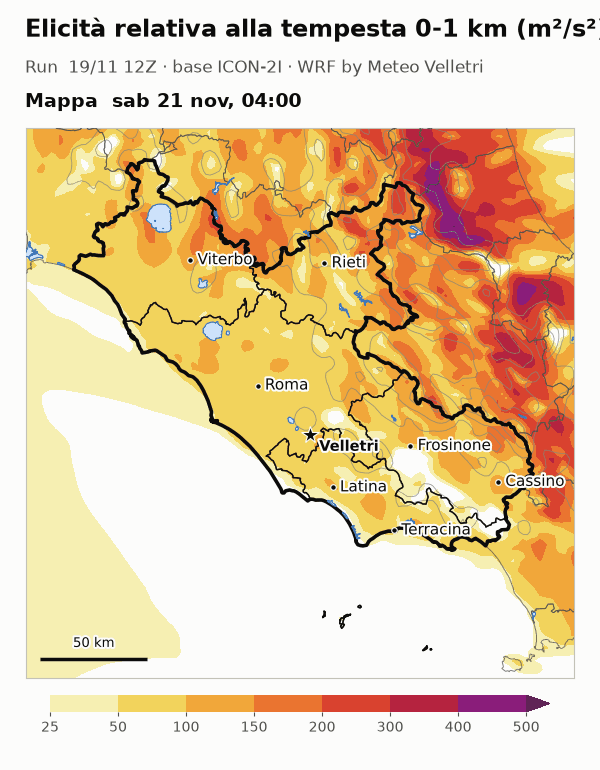 Elicità relativa alla tempesta 0-1 km (m²/s²)
Run  19/11 12Z · base ICON-2I · WRF by Meteo Velletri
Mappa  sab 21 nov, 04:00
Viterbo
Rieti
Roma
Velletri
Frosinone
Cassino
Latina
Terracina
50 km
25 50 100 150 200 300 400 500